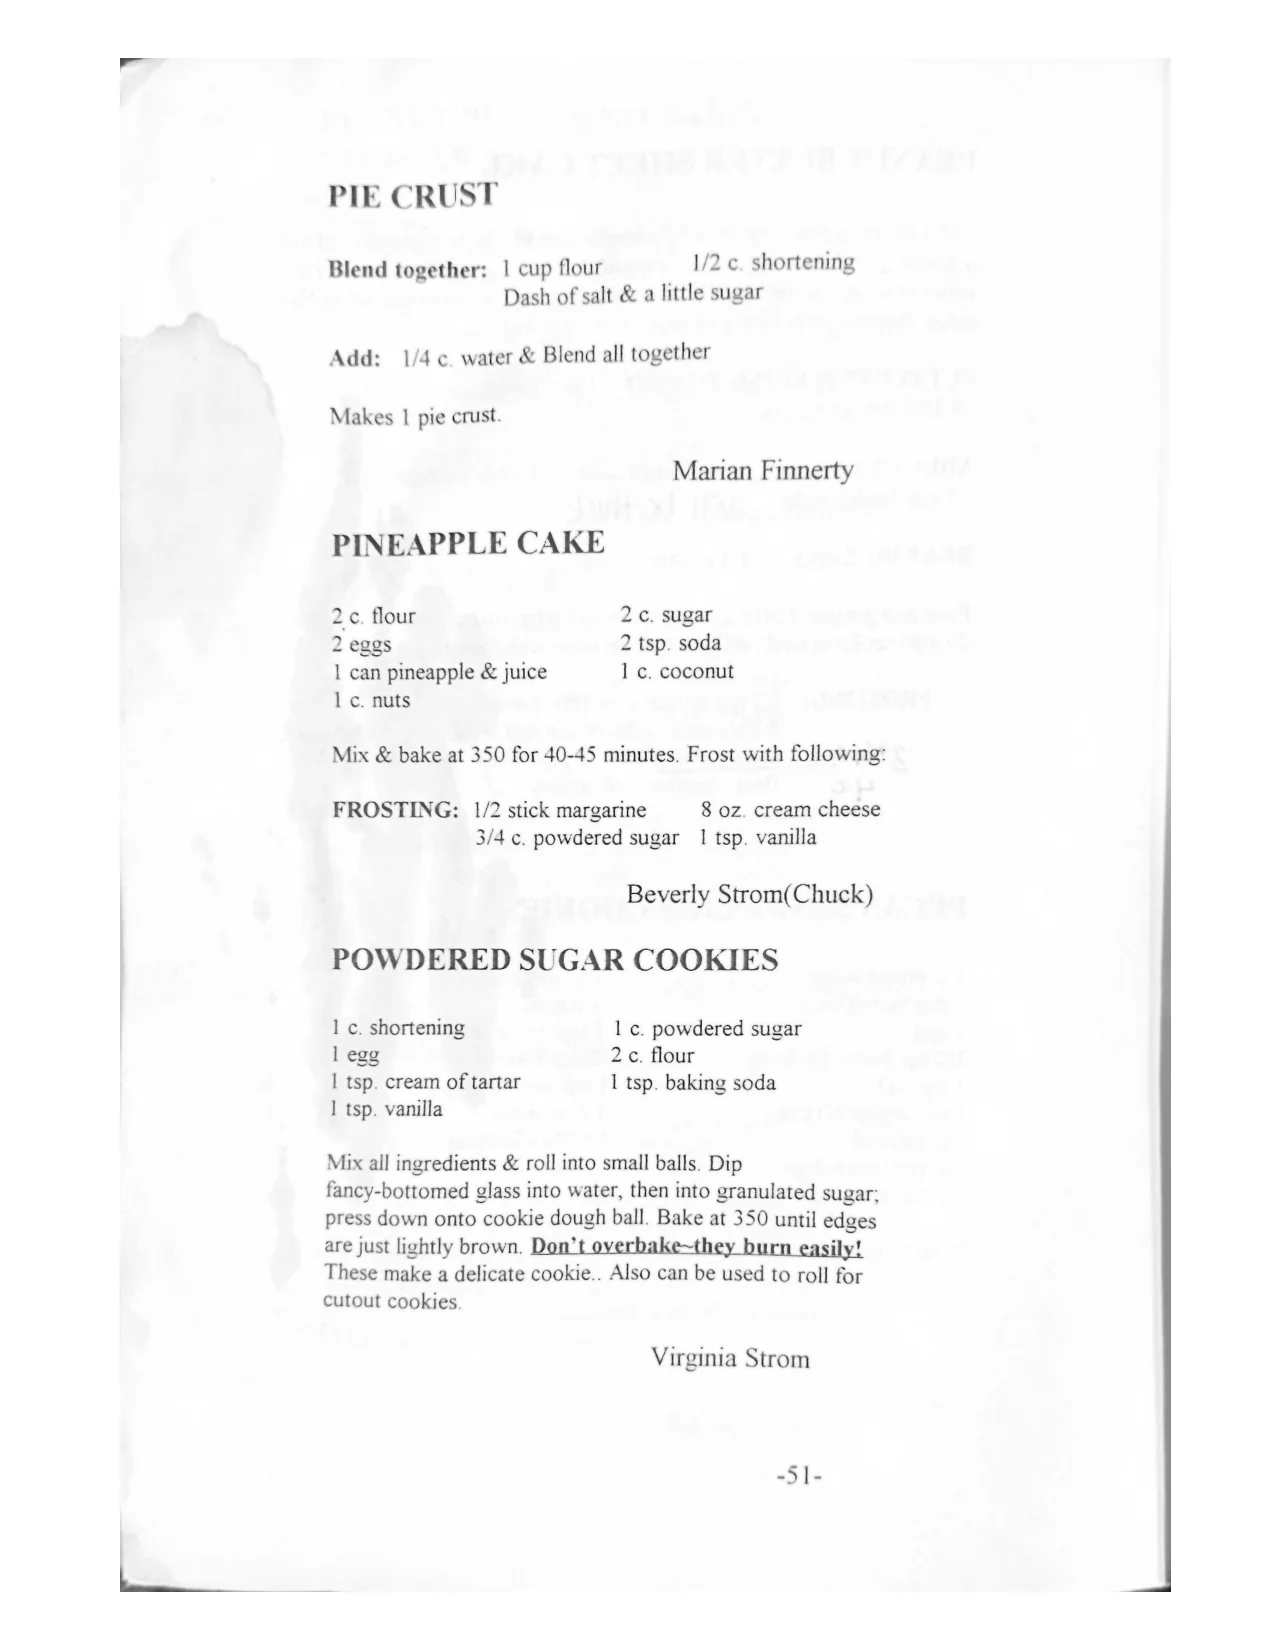 PIE CRUST
Blend together: 1 cup flour 1/2 c. shortening
Dash of salt & a little sugar
Add: 1/4 c. water & Blend all together
Makes 1 pie crust.
Marian Finnerty
PINEAPPLE CAKE
2 c. flour 2 c. sugar
2 eggs 2 tsp. soda
1 can pineapple & juice 1 c. coconut
1 c. nuts
Mix & bake at 350 for 40-45 minutes. Frost with following:
FROSTING: 1/2 stick margarine 8 oz. cream cheese
3/4 c. powdered sugar 1 tsp. vanilla
Beverly Strom(Chuck)
POWDERED SUGAR COOKIES
1 c. shortening 1 c. powdered sugar
1 egg 2 c. flour
1 tsp. cream of tartar 1 tsp. baking soda
1 tsp. vanilla
Mix all ingredients & roll into small balls. Dip
fancy-bottomed glass into water, then into granulated sugar;
press down onto cookie dough ball. Bake at 350 until edges
are just lightly brown. Don't overbake~they burn easily!
These make a delicate cookie.. Also can be used to roll for
cutout cookies.
Virginia Strom
-51-